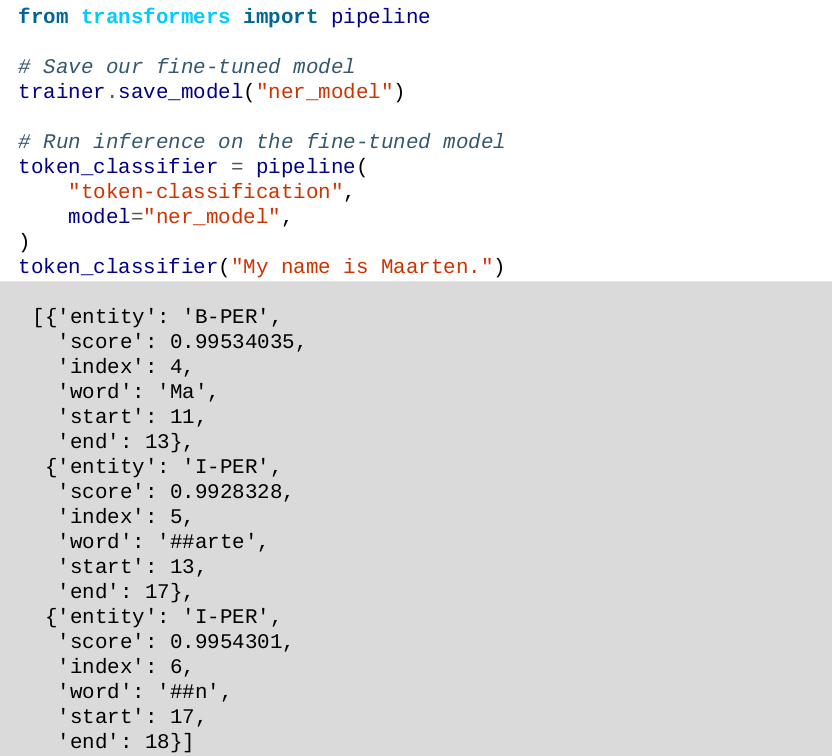 from transformers import pipeline

# Save our fine-tuned model
trainer.save_model("ner_model")

# Run inference on the fine-tuned model
token_classifier = pipeline(
    "token-classification",
    model="ner_model",
)
token_classifier("My name is Maarten.")

[{'entity': 'B-PER',
  'score': 0.99534035,
  'index': 4,
  'word': 'Ma',
  'start': 11,
  'end': 13},
 {'entity': 'I-PER',
  'score': 0.9928328,
  'index': 5,
  'word': '##arte',
  'start': 13,
  'end': 17},
 {'entity': 'I-PER',
  'score': 0.9954301,
  'index': 6,
  'word': '##n',
  'start': 17,
  'end': 18}]